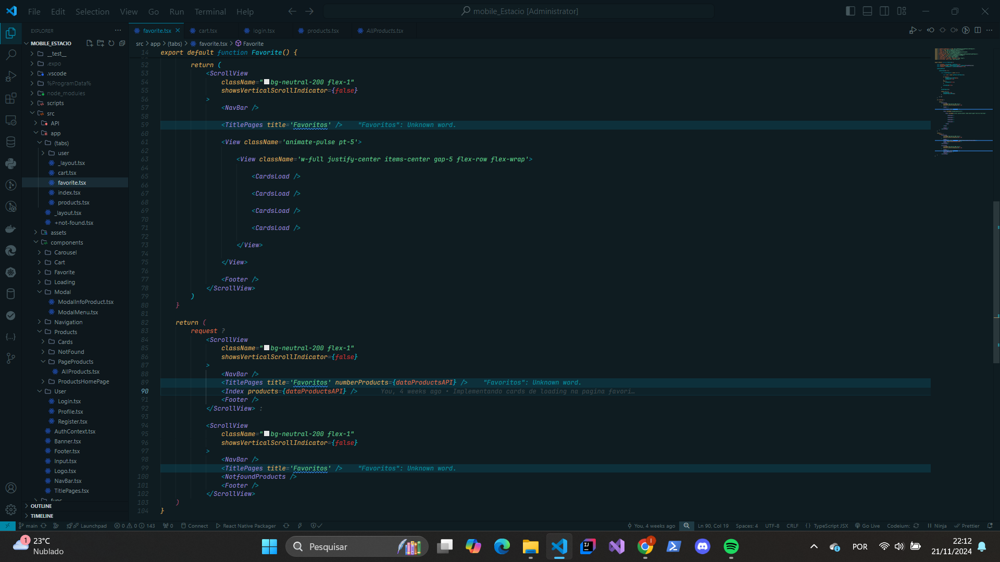 File Edit Selection View Go Run Terminal Help
mobile_Estacio [Administrator]
EXPLORER
MOBILE_ESTACIO
__test__
.expo
.vscode
%ProgramData%
node_modules
scripts
src
API
app
(tabs)
user
_layout.tsx
cart.tsx
favorite.tsx
index.tsx
products.tsx
_layout.tsx
+not-found.tsx
assets
components
Carousel
Cart
Favorite
Loading
Modal
ModalInfoProduct.tsx
ModalMenu.tsx
Navigation
Products
Cards
NotFound
PageProducts
AllProducts.tsx
ProductsHomePage
User
Login.tsx
Profile.tsx
Register.tsx
AuthContext.tsx
Banner.tsx
Footer.tsx
Input.tsx
Logo.tsx
NavBar.tsx
TitlePages.tsx
func
OUTLINE
TIMELINE
favorite.tsx cart.tsx login.tsx products.tsx AllProducts.tsx
src > app > (tabs) > favorite.tsx > Favorite
14 export default function Favorite() {
52 return (
53 <ScrollView
54 className="bg-neutral-200 flex-1"
55 showsVerticalScrollIndicator={false}
56 >
57 <NavBar />
58
59 <TitlePages title='Favoritos' /> "Favoritos": Unknown word.
60
61 <View className='animate-pulse pt-5'>
62
63 <View className='w-full justify-center items-center gap-5 flex-row flex-wrap'>
64
65 <CardsLoad />
66
67 <CardsLoad />
68
69 <CardsLoad />
70
71 <CardsLoad />
72
73 </View>
74
75 </View>
76
77 <Footer />
78 </ScrollView>
79 )
80 }
81
82 return (
83 request ?
84 <ScrollView
85 className="bg-neutral-200 flex-1"
86 showsVerticalScrollIndicator={false}
87 >
88 <NavBar />
89 <TitlePages title='Favoritos' numberProducts={dataProductsAPI} /> "Favoritos": Unknown word.
90 <Index products={dataProductsAPI} /> You, 4 weeks ago • Implementando cards de loading na pagina favori…
91 <Footer />
92 </ScrollView> :
93
94 <ScrollView
95 className="bg-neutral-200 flex-1"
96 showsVerticalScrollIndicator={false}
97 >
98 <NavBar />
99 <TitlePages title='Favoritos' /> "Favoritos": Unknown word.
100 <NotfoundProducts />
101 <Footer />
102 </ScrollView>
103 )
104 }
main Launchpad 0 0 143 0 Connect React Native Packager You, 4 weeks ago Ln 90, Col 19 Spaces: 4 UTF-8 CRLF {} TypeScript JSX Go Live Codeium: Ninja Prettier
1
23°C
Nublado
Pesquisar
POR
22:12
21/11/2024